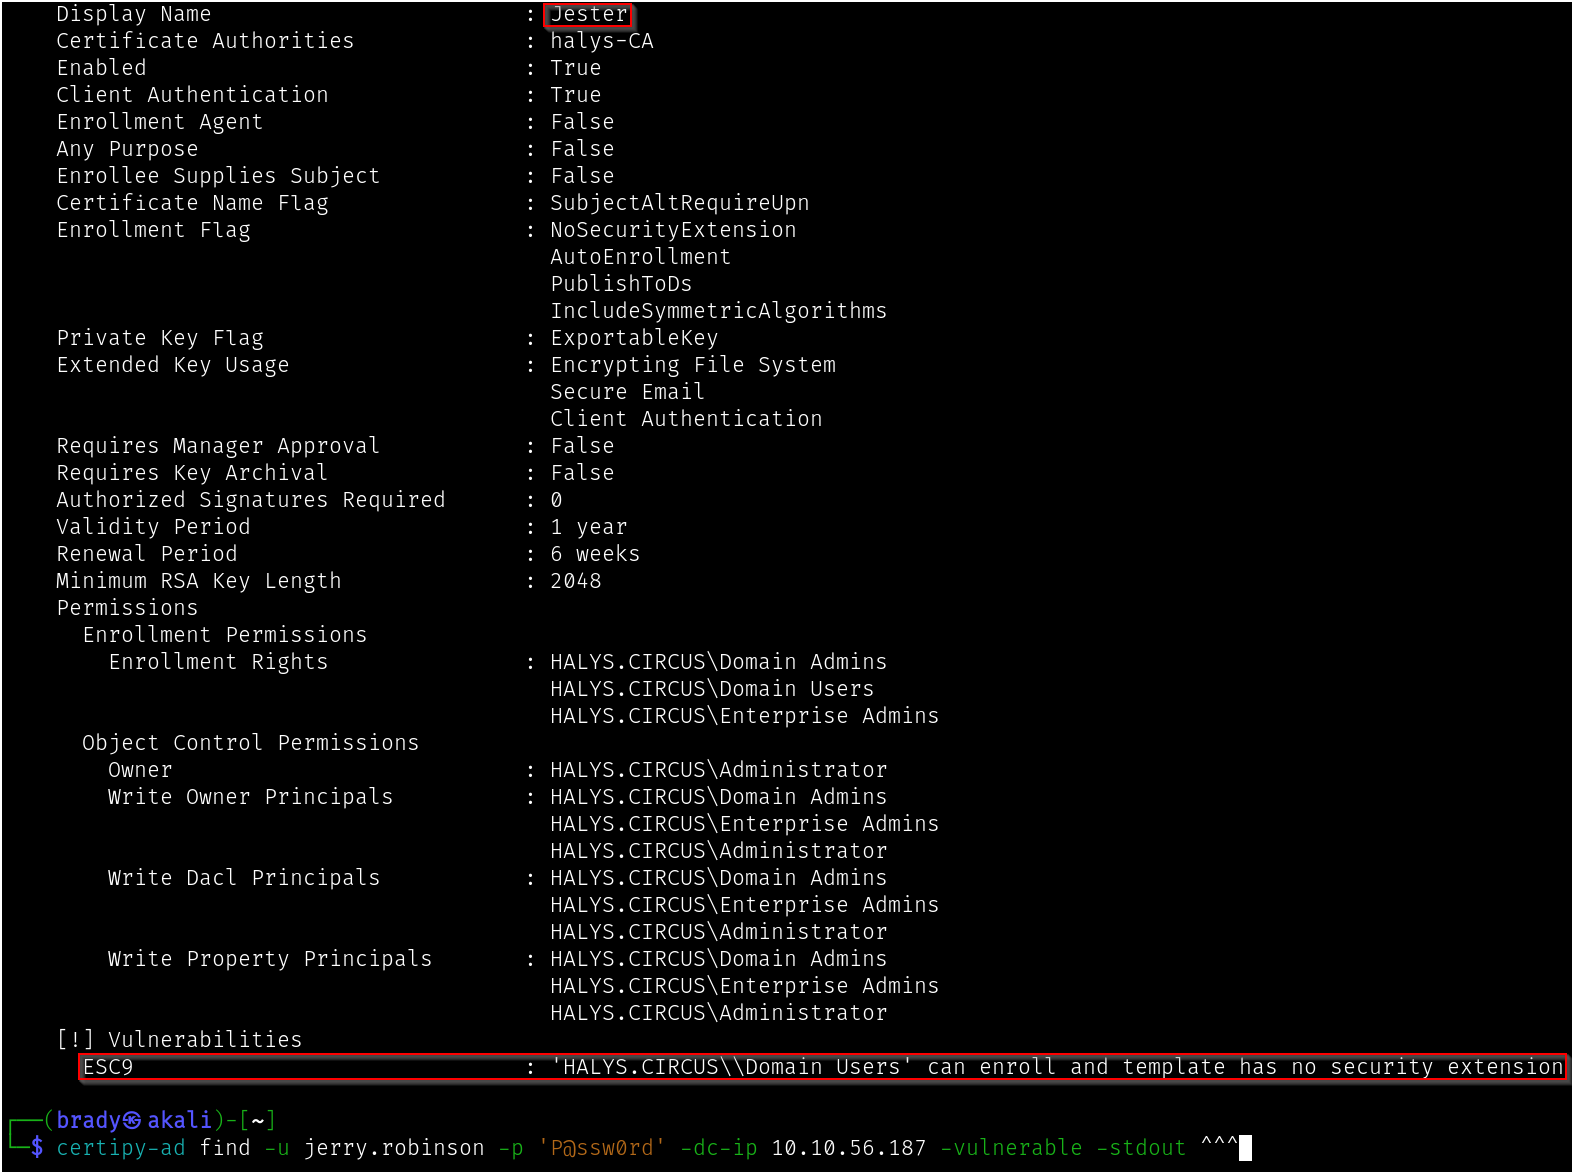 Display Name : Jester
Certificate Authorities : halys-CA
Enabled : True
Client Authentication : True
Enrollment Agent : False
Any Purpose : False
Enrollee Supplies Subject : False
Certificate Name Flag : SubjectAltRequireUpn
Enrollment Flag : NoSecurityExtension
AutoEnrollment
PublishToDs
IncludeSymmetricAlgorithms
Private Key Flag : ExportableKey
Extended Key Usage : Encrypting File System
Secure Email
Client Authentication
Requires Manager Approval : False
Requires Key Archival : False
Authorized Signatures Required : 0
Validity Period : 1 year
Renewal Period : 6 weeks
Minimum RSA Key Length : 2048
Permissions
Enrollment Permissions
Enrollment Rights : HALYS.CIRCUS\Domain Admins
HALYS.CIRCUS\Domain Users
HALYS.CIRCUS\Enterprise Admins
Object Control Permissions
Owner : HALYS.CIRCUS\Administrator
Write Owner Principals : HALYS.CIRCUS\Domain Admins
HALYS.CIRCUS\Enterprise Admins
HALYS.CIRCUS\Administrator
Write Dacl Principals : HALYS.CIRCUS\Domain Admins
HALYS.CIRCUS\Enterprise Admins
HALYS.CIRCUS\Administrator
Write Property Principals : HALYS.CIRCUS\Domain Admins
HALYS.CIRCUS\Enterprise Admins
HALYS.CIRCUS\Administrator
[!] Vulnerabilities
ESC9 : 'HALYS.CIRCUS\\Domain Users' can enroll and template has no security extension
┌──(brady㉿akali)-[~]
└─$ certipy-ad find -u jerry.robinson -p 'P@ssw0rd' -dc-ip 10.10.56.187 -vulnerable -stdout ^^^